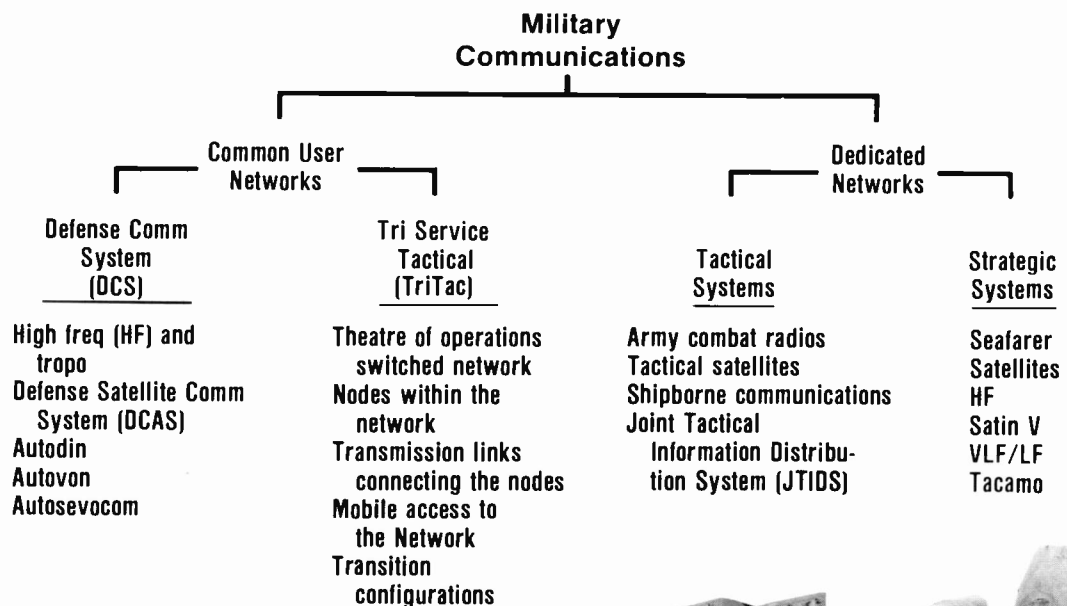 Military
Communications
Common User
Networks
Dedicated
Networks
Defense Comm
System
(DCS)
High freq (HF) and
tropo
Defense Satellite Comm
System (DCAS)
Autodin
Autovon
Autosevocom
Tri Service
Tactical
(TriTac)
Theatre of operations
switched network
Nodes within the
network
Transmission links
connecting the nodes
Mobile access to
the Network
Transition
configurations
Tactical
Systems
Army combat radios
Tactical satellites
Shipborne communications
Joint Tactical
Information Distribu-
tion System (JTIDS)
Strategic
Systems
Seafarer
Satellites
HF
Satin V
VLF/LF
Tacamo